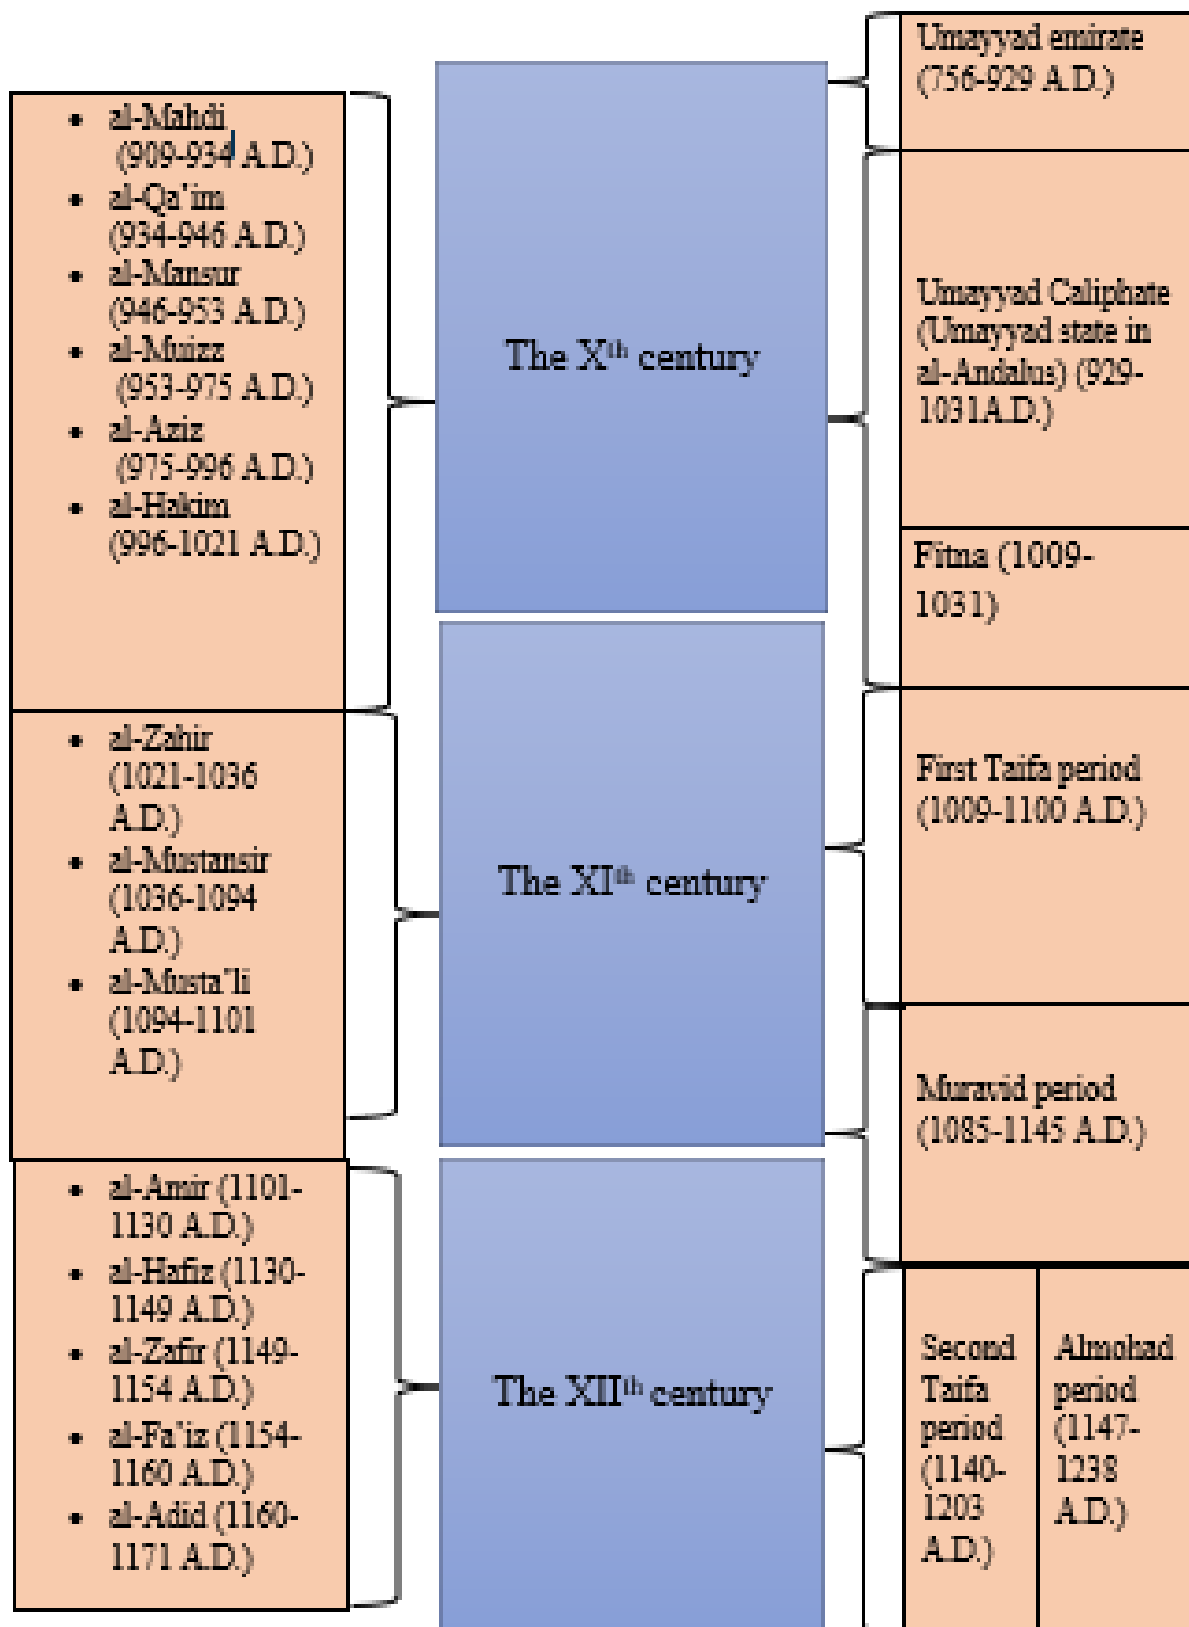 al-Mahdi
(909-934 A.D.)
al-Qa'im
(934-946 A.D.)
al-Mansur
(946-953 A.D.)
al-Muizz
(953-975 A.D.)
al-Aziz
(975-996 A.D.)
al-Hakim
(996-1021 A.D.)
al-Zahir
(1021-1036
A.D.)
al-Mustansir
(1036-1094
A.D.)
al-Musta'li
(1094-1101
A.D.)
al-Amir (1101-
1130 A.D.)
al-Hafiz (1130-
1149 A.D.)
al-Zafir (1149-
1154 A.D.)
al-Fa'iz (1154-
1160 A.D.)
al-Adid (1160-
1171 A.D.)
The Xth century
The XIth century
The XIIth century
Umayyad emirate
(756-929 A.D.)
Umayyad Caliphate
(Umayyad state in
al-Andalus) (929-
1031A.D.)
Fitna (1009-
1031)
First Taifa period
(1009-1100 A.D.)
Muravid period
(1085-1145 A.D.)
Second
Taifa
period
(1140-
1203
A.D.)
Almohad
period
(1147-
1238
A.D.)